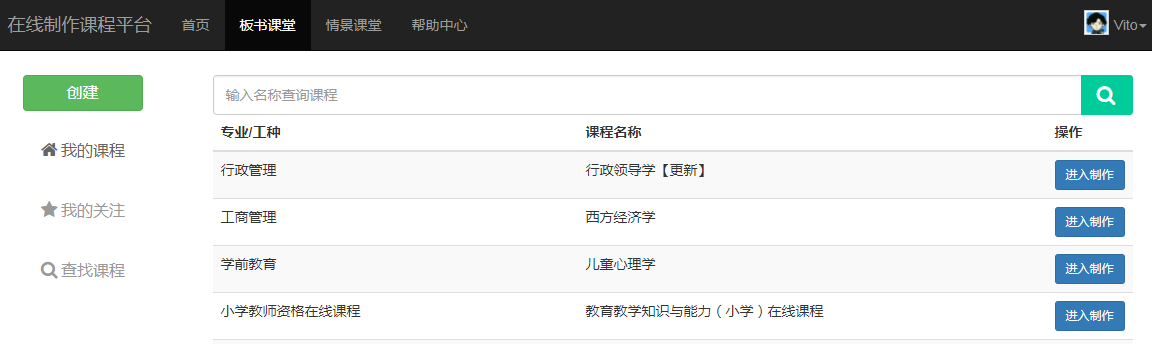 在线制作课程平台 首页 板书课堂 情景课堂 帮助中心 Vito
创建
输入名称查询课程
我的课程
我的关注
查找课程
专业/工种 课程名称 操作
行政管理 行政领导学【更新】 进入制作
工商管理 西方经济学 进入制作
学前教育 儿童心理学 进入制作
小学教师资格在线课程 教育教学知识与能力（小学）在线课程 进入制作